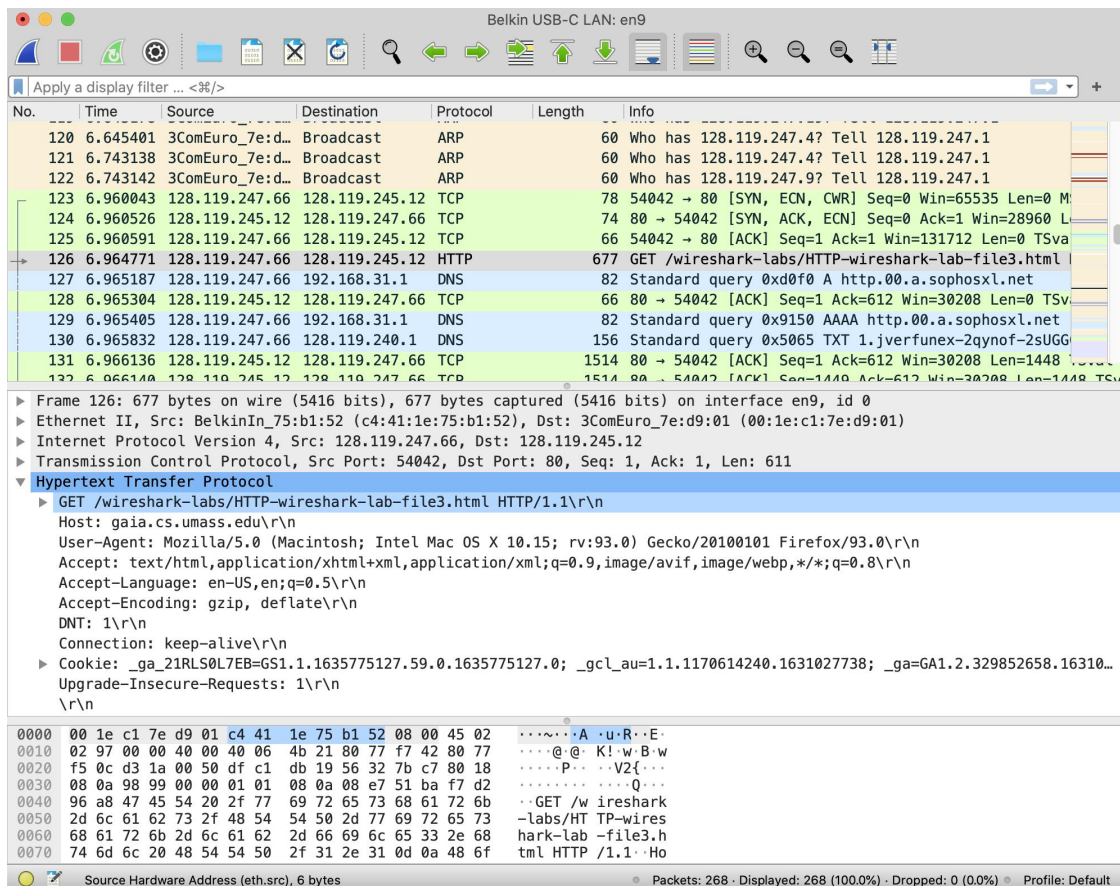 Belkin USB-C LAN: en9
Apply a display filter ... <⌘/>
No. Time Source Destination Protocol Length Info
120 6.645401 3ComEuro_7e:d… Broadcast ARP 60 Who has 128.119.247.4? Tell 128.119.247.1
121 6.743138 3ComEuro_7e:d… Broadcast ARP 60 Who has 128.119.247.7? Tell 128.119.247.1
122 6.743142 3ComEuro_7e:d… Broadcast ARP 60 Who has 128.119.247.9? Tell 128.119.247.1
123 6.960043 128.119.247.66 128.119.245.12 TCP 78 54042 → 80 [SYN, ECN, CWR] Seq=0 Win=65535 Len=0 M
124 6.960526 128.119.245.12 128.119.247.66 TCP 74 80 → 54042 [SYN, ACK, ECN] Seq=0 Ack=1 Win=28960 L
125 6.960591 128.119.247.66 128.119.245.12 TCP 66 54042 → 80 [ACK] Seq=1 Ack=1 Win=131712 Len=0 TSva
126 6.964771 128.119.247.66 128.119.245.12 HTTP 677 GET /wireshark-labs/HTTP-wireshark-lab-file3.html
127 6.965187 128.119.247.66 192.168.31.1 DNS 82 Standard query 0xd0f0 A http.00.a.sophosxl.net
128 6.965304 128.119.245.12 128.119.247.66 TCP 66 80 → 54042 [ACK] Seq=1 Ack=612 Win=30208 Len=0 TSv
129 6.965405 128.119.247.66 192.168.31.1 DNS 82 Standard query 0x9150 AAAA http.00.a.sophosxl.net
130 6.965832 128.119.247.66 128.119.240.1 DNS 156 Standard query 0x5065 TXT 1.jverfunex-2qynof-2sUGG
131 6.966136 128.119.245.12 128.119.247.66 TCP 1514 80 → 54042 [ACK] Seq=1 Ack=612 Win=30208 Len=1448
132 6.966140 128.119.245.12 128.119.247.66 TCP 1514 80 → 54042 [ACK] Seq=1449 Ack=612 Win=30208 Len=1448 TSv
Frame 126: 677 bytes on wire (5416 bits), 677 bytes captured (5416 bits) on interface en9, id 0
Ethernet II, Src: BelkinIn_75:b1:52 (c4:41:1e:75:b1:52), Dst: 3ComEuro_7e:d9:01 (00:1e:c1:7e:d9:01)
Internet Protocol Version 4, Src: 128.119.247.66, Dst: 128.119.245.12
Transmission Control Protocol, Src Port: 54042, Dst Port: 80, Seq: 1, Ack: 1, Len: 611
Hypertext Transfer Protocol
GET /wireshark-labs/HTTP-wireshark-lab-file3.html HTTP/1.1\r\n
Host: gaia.cs.umass.edu\r\n
User-Agent: Mozilla/5.0 (Macintosh; Intel Mac OS X 10.15; rv:93.0) Gecko/20100101 Firefox/93.0\r\n
Accept: text/html,application/xhtml+xml,application/xml;q=0.9,image/avif,image/webp,*/*;q=0.8\r\n
Accept-Language: en-US,en;q=0.5\r\n
Accept-Encoding: gzip, deflate\r\n
DNT: 1\r\n
Connection: keep-alive\r\n
Cookie: _ga_21RLS0L7EB=GS1.1.1635775127.59.0.1635775127.0; _gcl_au=1.1.1170614240.1631027738; _ga=GA1.2.329852658.16310…
Upgrade-Insecure-Requests: 1\r\n
\r\n
0000 00 1e c1 7e d9 01 c4 41 1e 75 b1 52 08 00 45 02 ···~···A ·u·R··E·
0010 02 97 00 00 40 00 40 06 4b 21 80 77 f7 42 80 77 ····@·@· K!·w·B·w
0020 f5 0c d3 1a 00 50 df c1 db 19 56 32 7b c7 80 18 ·····P·· ··V2{···
0030 08 0a 98 99 00 00 01 01 08 0a 08 e7 51 ba f7 d2 ········ ····Q···
0040 96 a8 47 45 54 20 2f 77 69 72 65 73 68 61 72 6b ··GET /w ireshark
0050 2d 6c 61 62 73 2f 48 54 54 50 2d 77 69 72 65 73 -labs/HT TP-wires
0060 68 61 72 6b 2d 6c 61 62 2d 66 69 6c 65 33 2e 68 hark-lab -file3.h
0070 74 6d 6c 20 48 54 54 50 2f 31 2e 31 0d 0a 48 6f tml HTTP /1.1··Ho
Source Hardware Address (eth.src), 6 bytes Packets: 268 · Displayed: 268 (100.0%) · Dropped: 0 (0.0%) Profile: Default